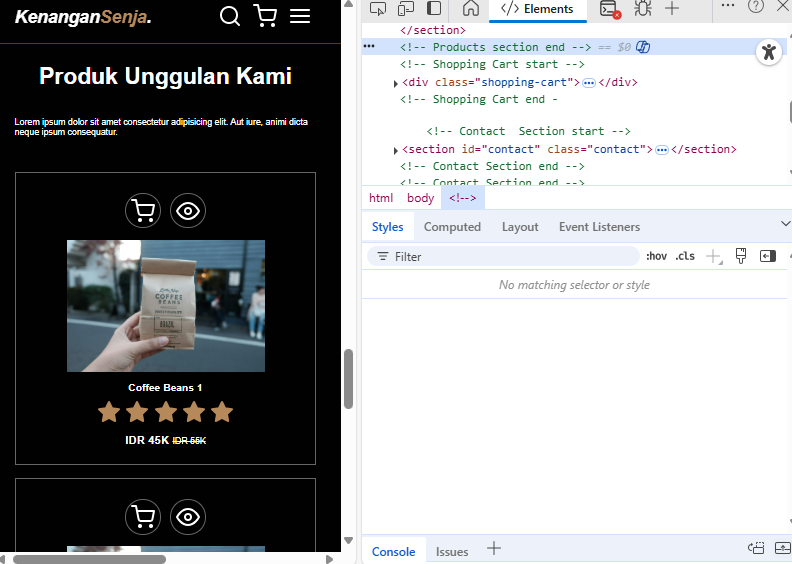 KenanganSenja.
Produk Unggulan Kami
Lorem ipsum dolor sit amet consectetur adipisicing elit. Aut iure, animi dicta
neque ipsum consequatur.
COFFEE
BEANS
Coffee Beans 1
IDR 45K IDR 55K
Elements
</section>
<!-- Products section end --> == $0
<!-- Shopping Cart start -->
<div class="shopping-cart"> </div>
<!-- Shopping Cart end -
<!-- Contact  Section start -->
<section id="contact" class="contact"> </section>
<!-- Contact Section end -->
<!-- Contact Section end -->
html body <!-->
Styles Computed Layout Event Listeners
Filter :hov .cls
No matching selector or style
Console Issues